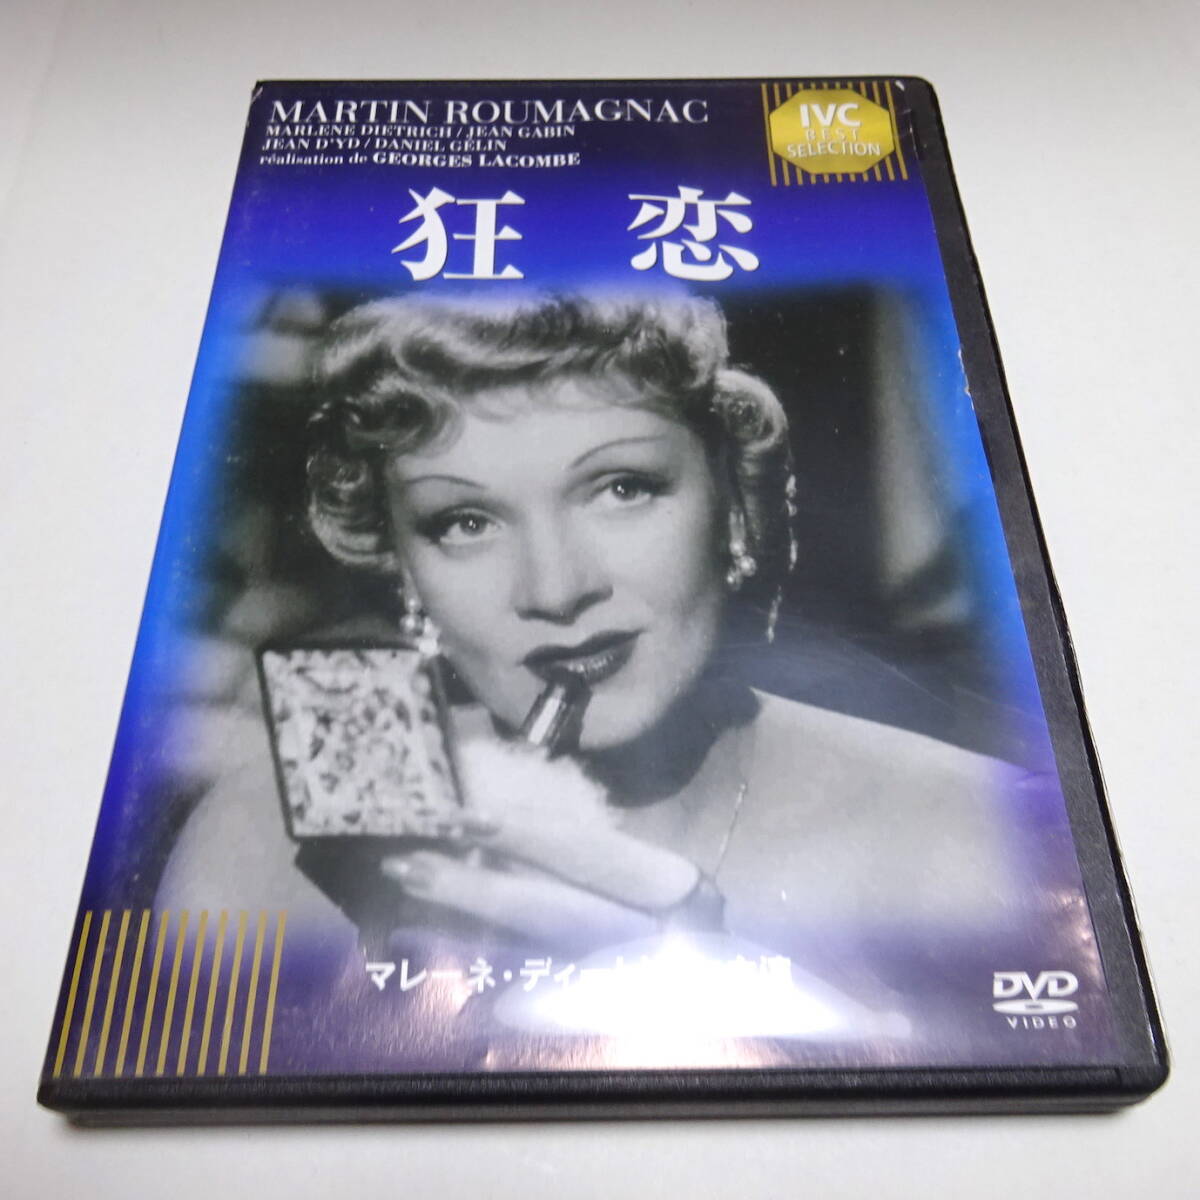 MARTIN ROUMAGNAC
MARLENE DIETRICH / JEAN GABIN
JEAN D'YD / DANIEL GÉLIN
réalisation de GEORGES LACOMBE
IVC
BEST
SELECTION
狂恋
マレーネ・ディート
DVD
VIDEO